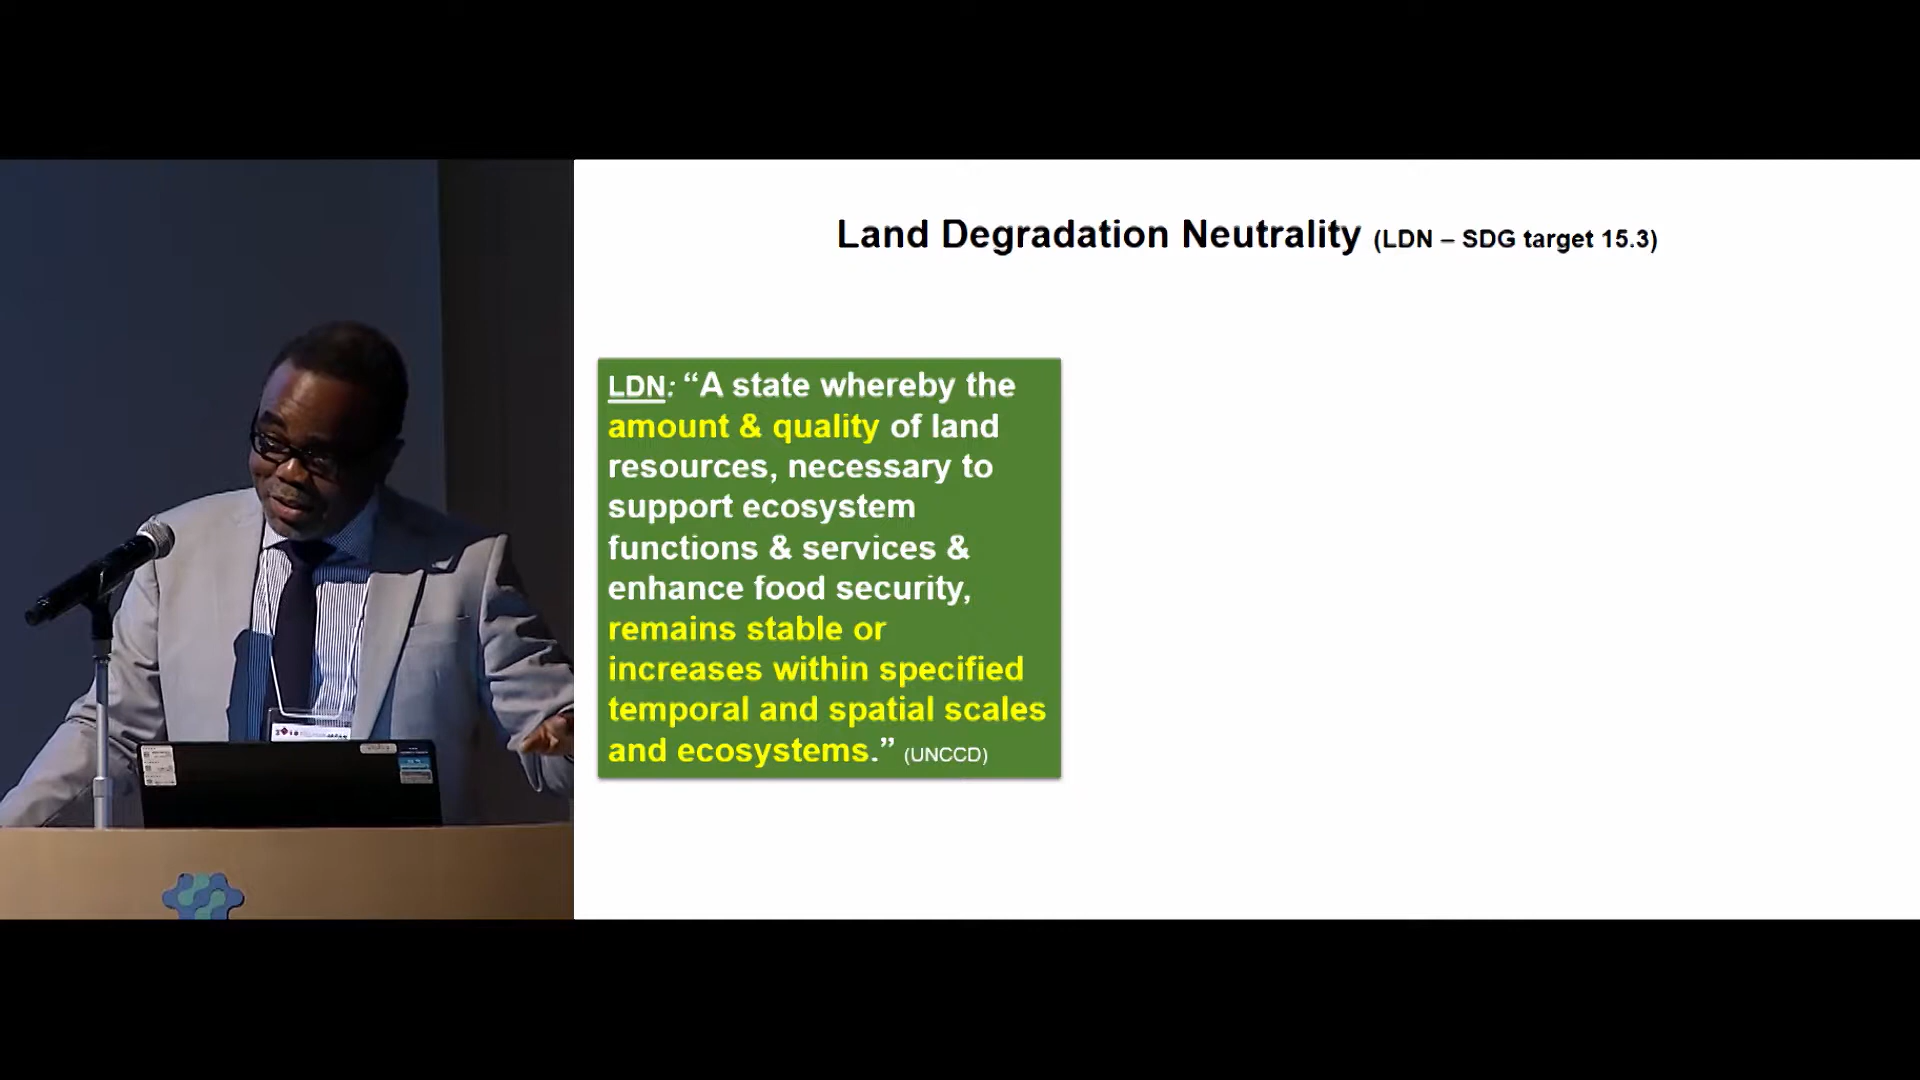 Land Degradation Neutrality (LDN – SDG target 15.3)
LDN: “A state whereby the
amount & quality of land
resources, necessary to
support ecosystem
functions & services &
enhance food security,
remains stable or
increases within specified
temporal and spatial scales
and ecosystems.” (UNCCD)